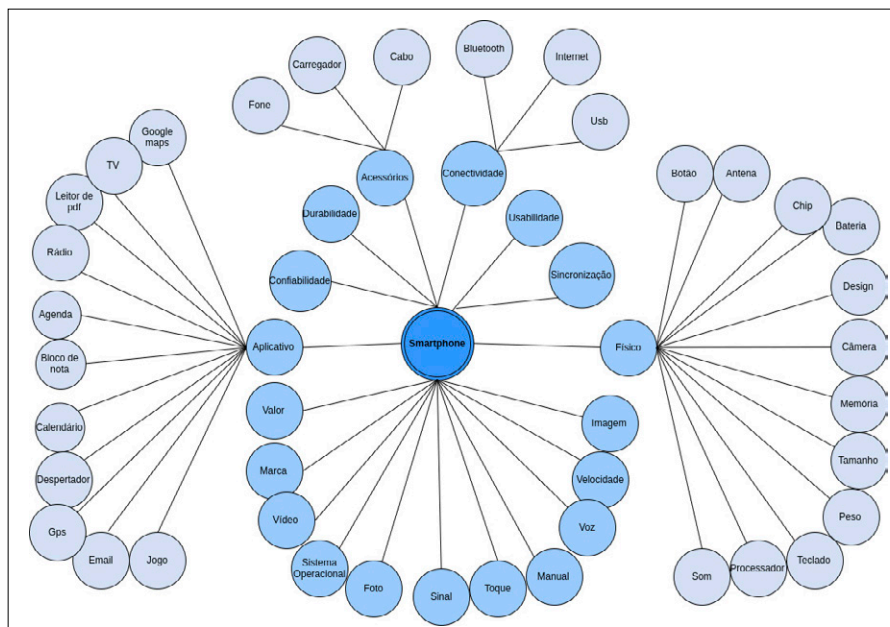 Bluetooth
Cabo
Internet
Carregador
Fone
Usb
Google
maps
TV
Acessórios
Conectividade
Botão
Antena
Leitor de
pdf
Durabilidade
Usabilidade
Chip
Bateria
Rádio
Confiabilidade
Sincronização
Design
Agenda
Aplicativo
Smartphone
Físico
Câmera
Bloco de
nota
Valor
Imagem
Memória
Calendário
Marca
Velocidade
Tamanho
Despertador
Vídeo
Voz
Peso
Gps
Email
Jogo
Sistema
Operacional
Foto
Sinal
Toque
Manual
Som
Processador
Teclado